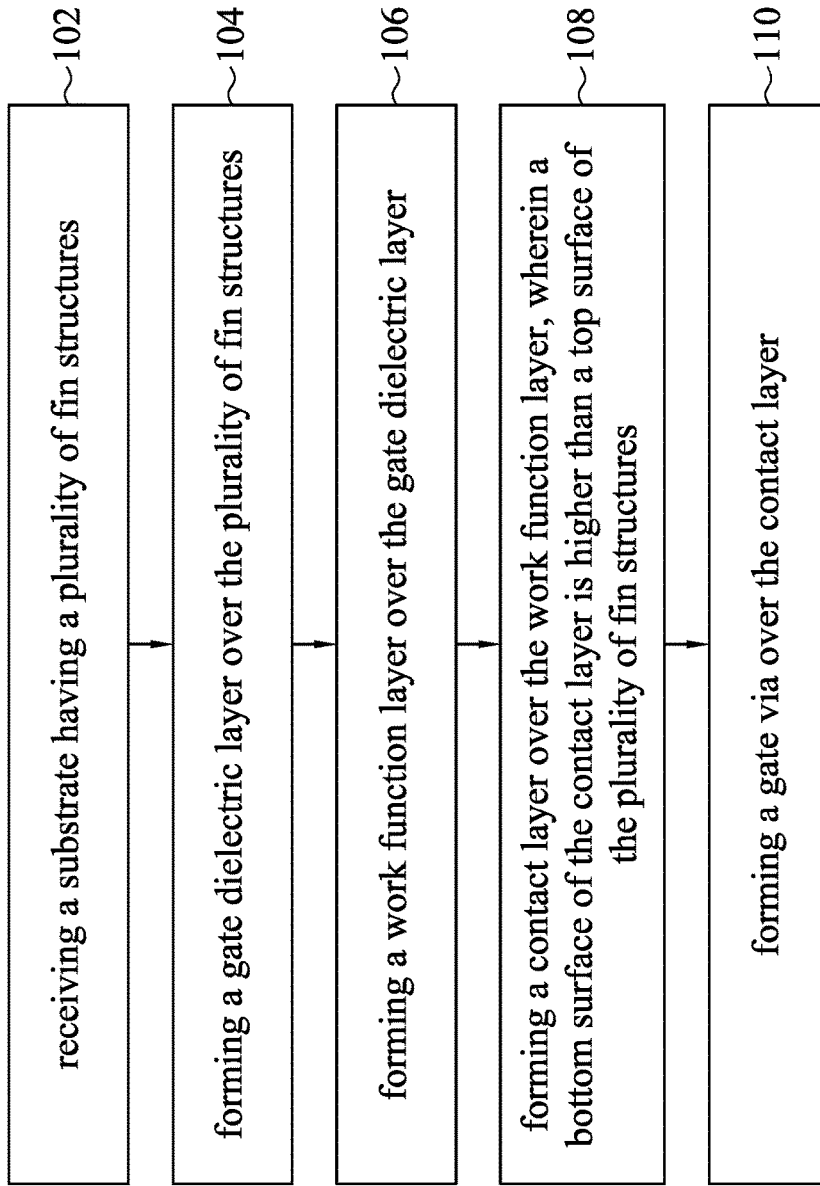 receiving a substrate having a plurality of fin structures
~102
forming a gate dielectric layer over the plurality of fin structures
~104
forming a work function layer over the gate dielectric layer
~106
forming a contact layer over the work function layer, wherein a
bottom surface of the contact layer is higher than a top surface of
the plurality of fin structures
~108
forming a gate via over the contact layer
~110